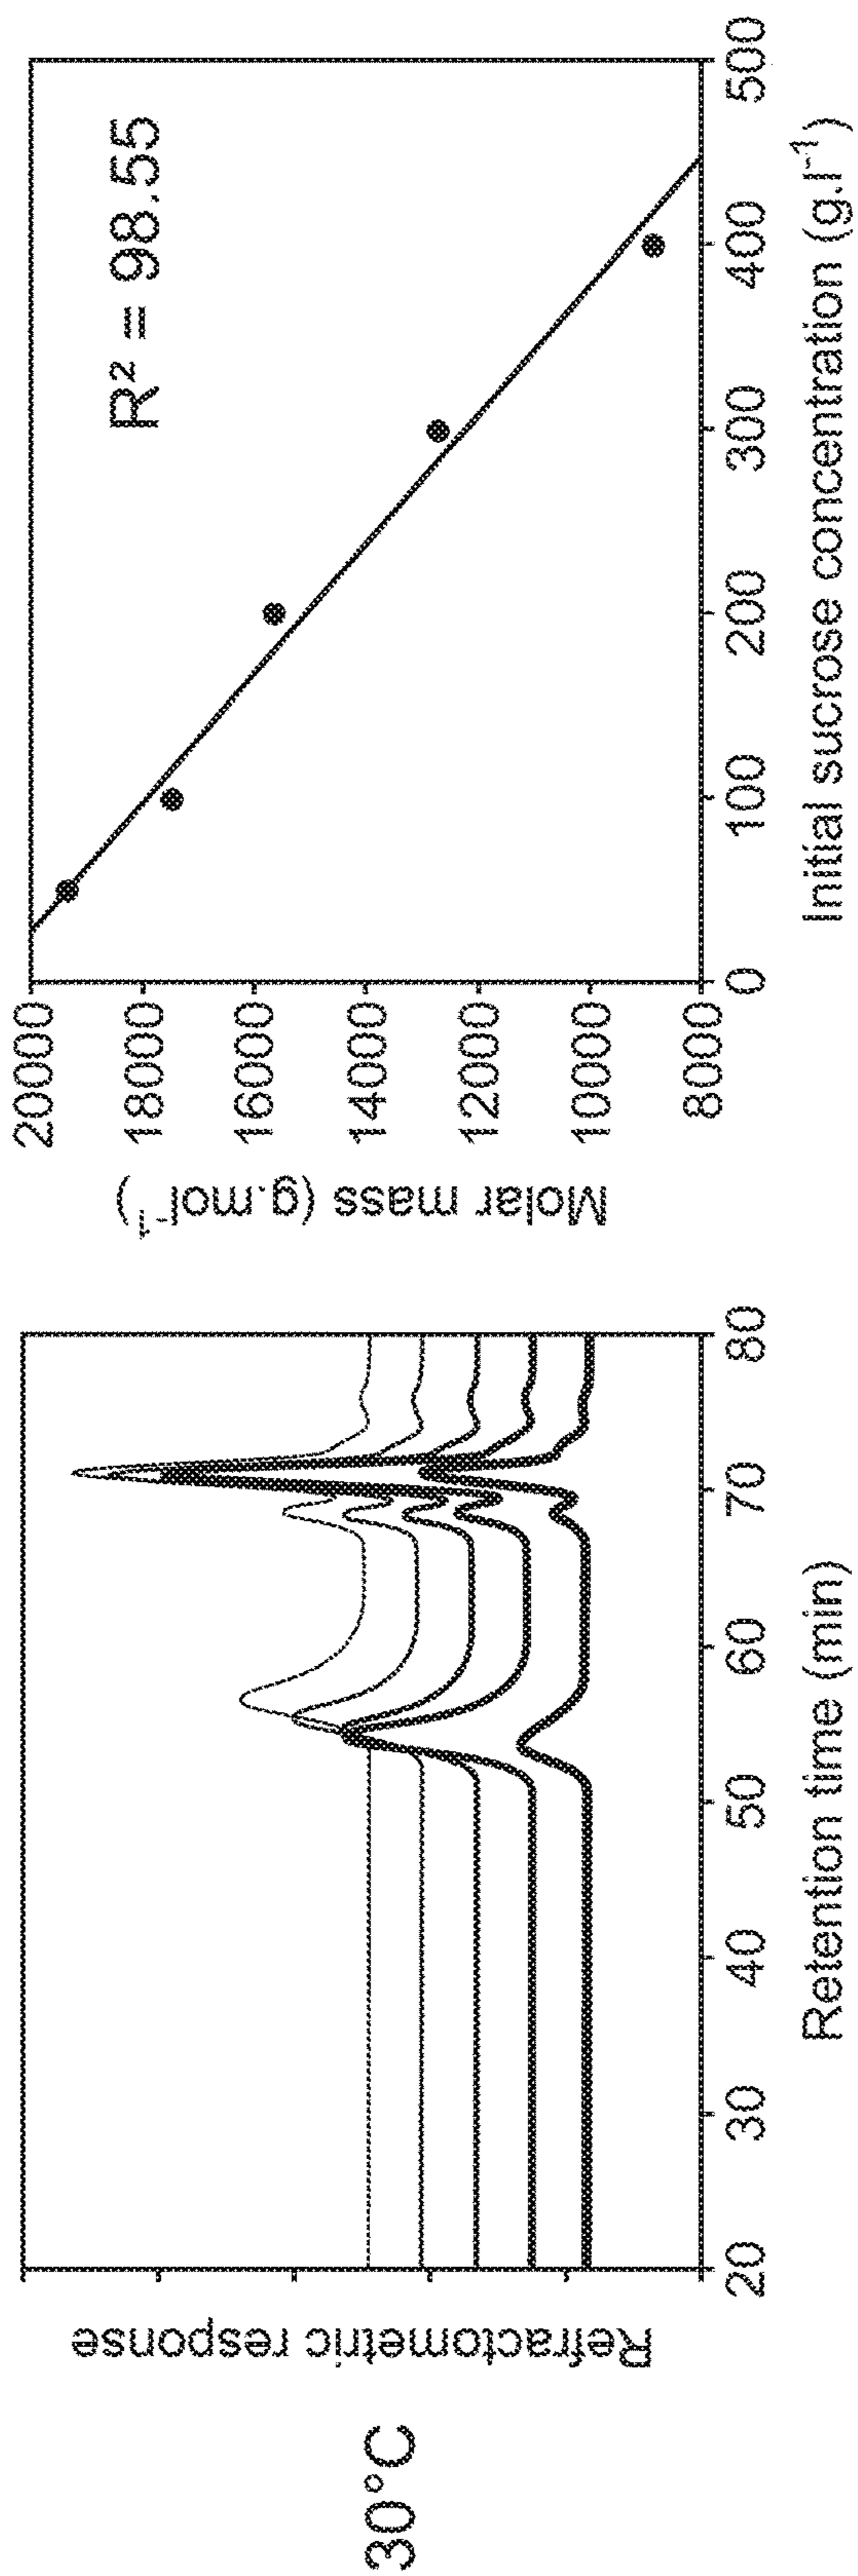 30°C
Refractometric response
20 30 40 50 60 70 80
Retention time (min)
Molar mass (g.mol⁻¹)
20000
18000
16000
14000
12000
10000
8000
R² = 98.55
0 100 200 300 400 500
Initial sucrose concentration (g.l⁻¹)